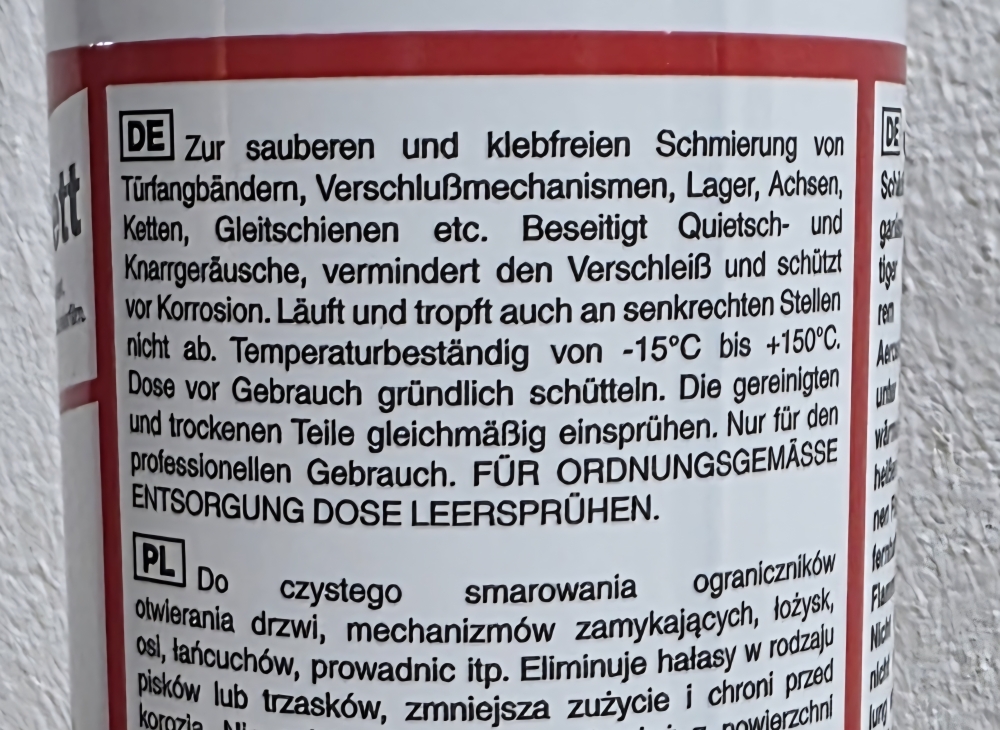 DE Zur sauberen und klebfreien Schmierung von
Türfangbändern, Verschlußmechanismen, Lager, Achsen,
Ketten, Gleitschienen etc. Beseitigt Quietsch- und
Knarrgeräusche, vermindert den Verschleiß und schützt
vor Korrosion. Läuft und tropft auch an senkrechten Stellen
nicht ab. Temperaturbeständig von -15°C bis +150°C.
Dose vor Gebrauch gründlich schütteln. Die gereinigten
und trockenen Teile gleichmäßig einsprühen. Nur für den
professionellen Gebrauch. FÜR ORDNUNGSGEMÄSSE
ENTSORGUNG DOSE LEERSPRÜHEN.
PL Do czystego smarowania ograniczników
otwierania drzwi, mechanizmów zamykających, łożysk,
osi, łańcuchów, prowadnic itp. Eliminuje hałasy w rodzaju
pisków lub trzasków, zmniejsza zużycie i chroni przed
powierzchni
DE